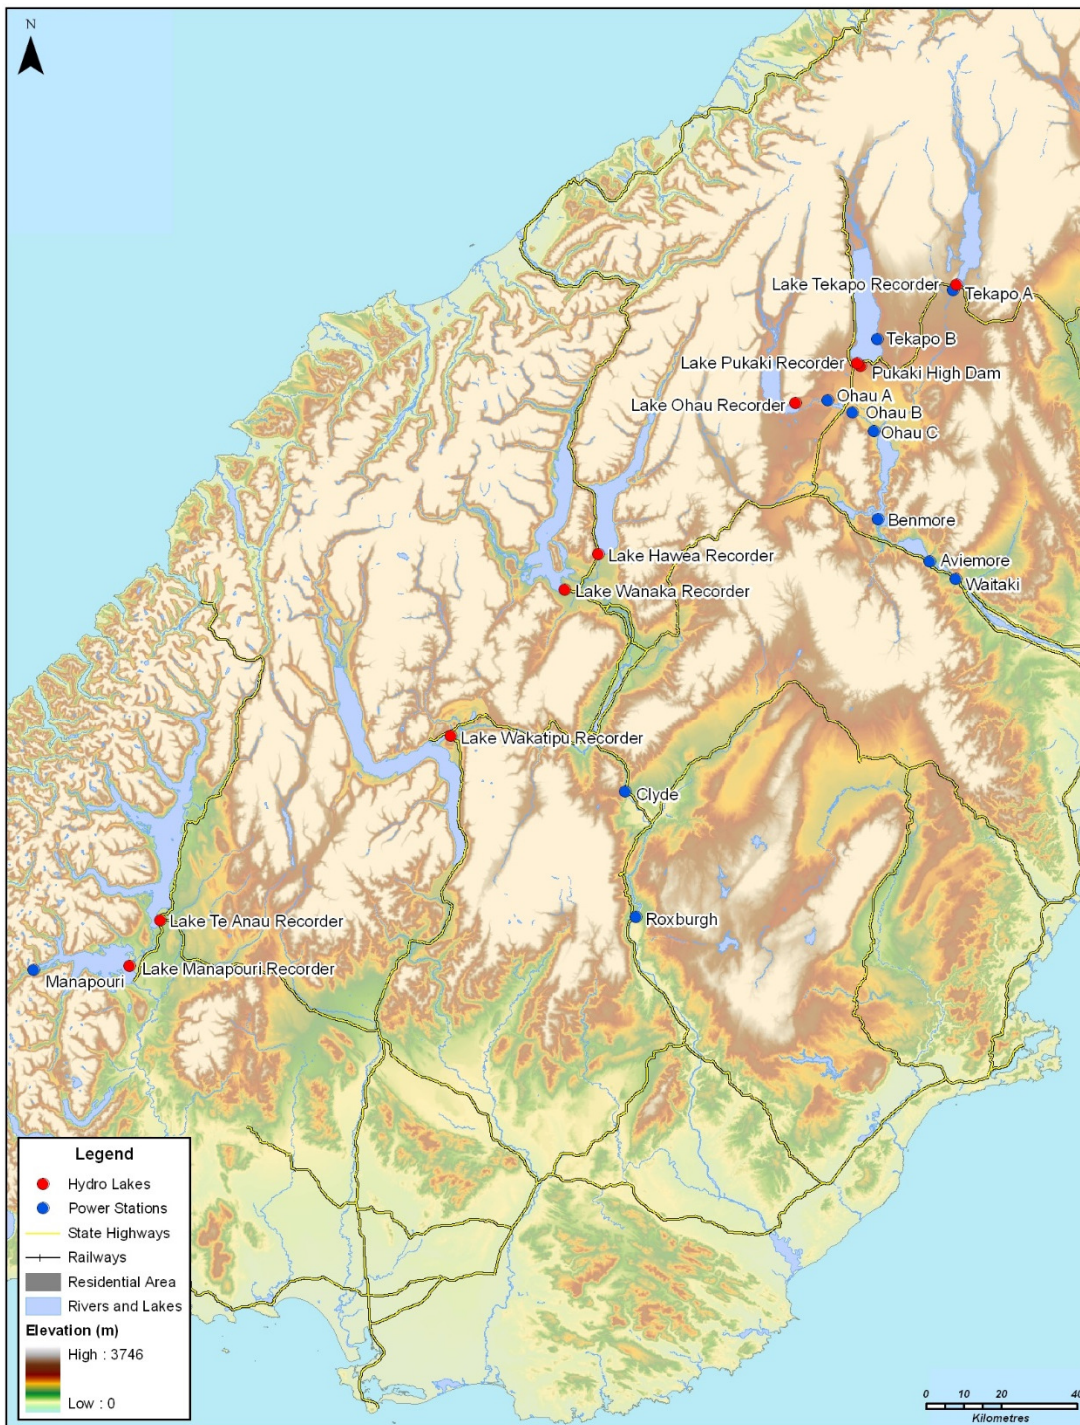 N
Lake Tekapo Recorder
Tekapo A
Tekapo B
Lake Pukaki Recorder
Pukaki High Dam
Ohau A
Lake Ohau Recorder
Ohau B
Ohau C
Benmore
Lake Hawea Recorder
Aviemore
Waitaki
Lake Wanaka Recorder
Lake Wakatipu Recorder
Clyde
Roxburgh
Lake Te Anau Recorder
Lake Manapouri Recorder
Manapouri
Legend
Hydro Lakes
Power Stations
State Highways
Railways
Residential Area
Rivers and Lakes
Elevation (m)
High : 3746
Low : 0
0 10 20 40
Kilometres